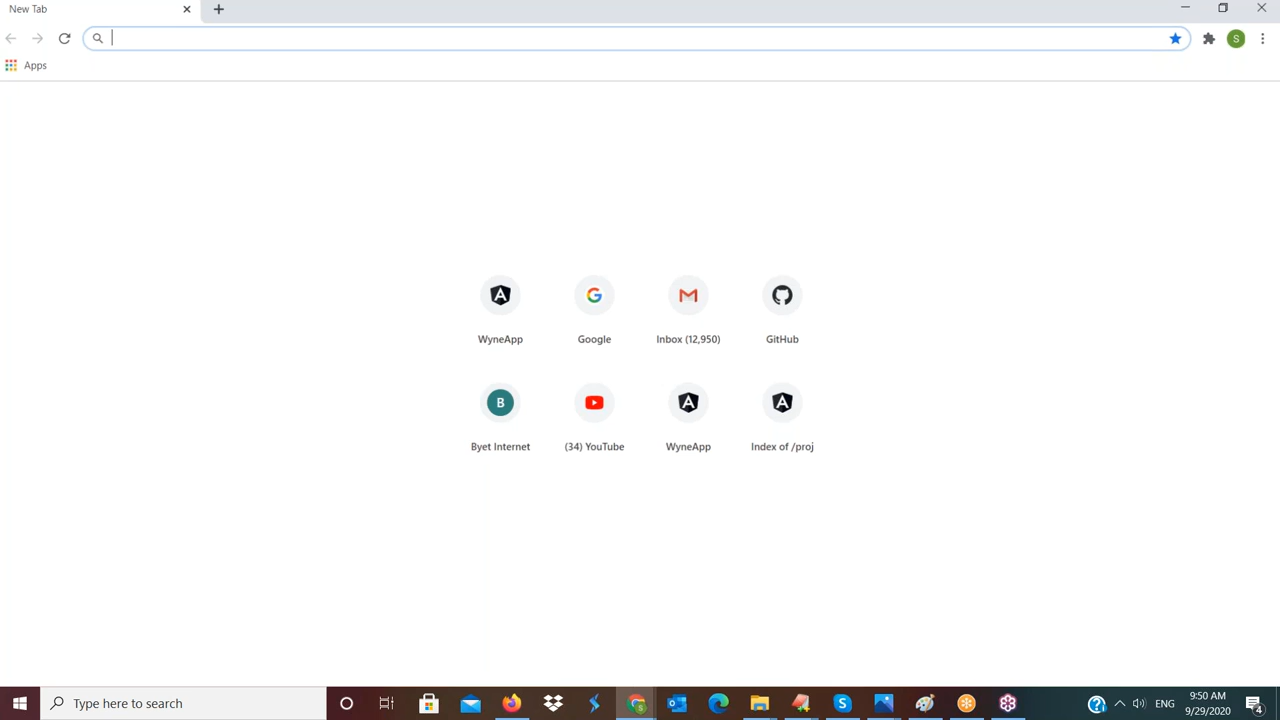 New Tab
S
Apps
WyneApp
Google
Inbox (12,950)
GitHub
B
Byet Internet
(34) YouTube
WyneApp
Index of /proj
Type here to search
ENG
9:50 AM
9/29/2020
4